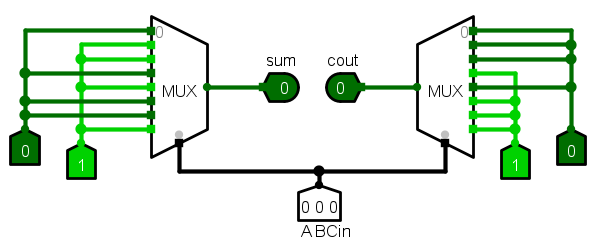 0 0
sum cout
MUX 0 0 MUX
0 1 1 0
0 0 0
ABCin